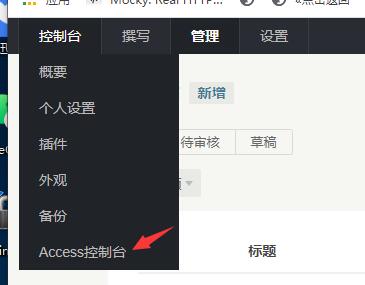 应用 Mocky: Real HTTP... «点击返回
控制台 撰写 管理 设置
概要
个人设置
插件
外观
备份
Access控制台
新增
待审核 草稿
标题